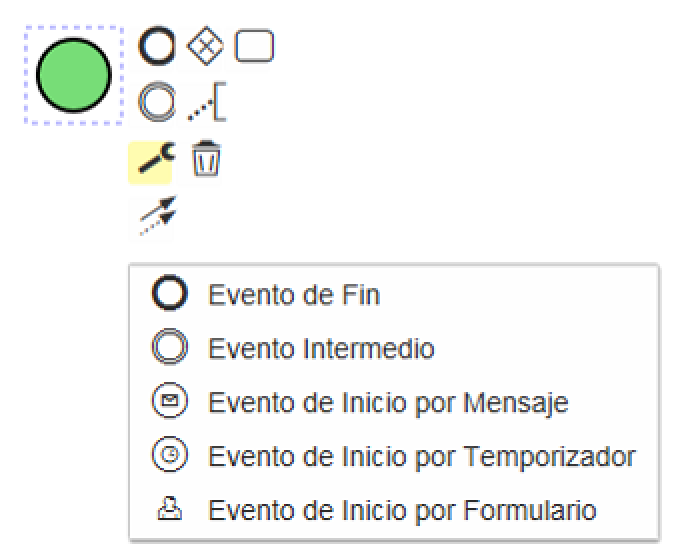 Evento de Fin
Evento Intermedio
Evento de Inicio por Mensaje
Evento de Inicio por Temporizador
Evento de Inicio por Formulario